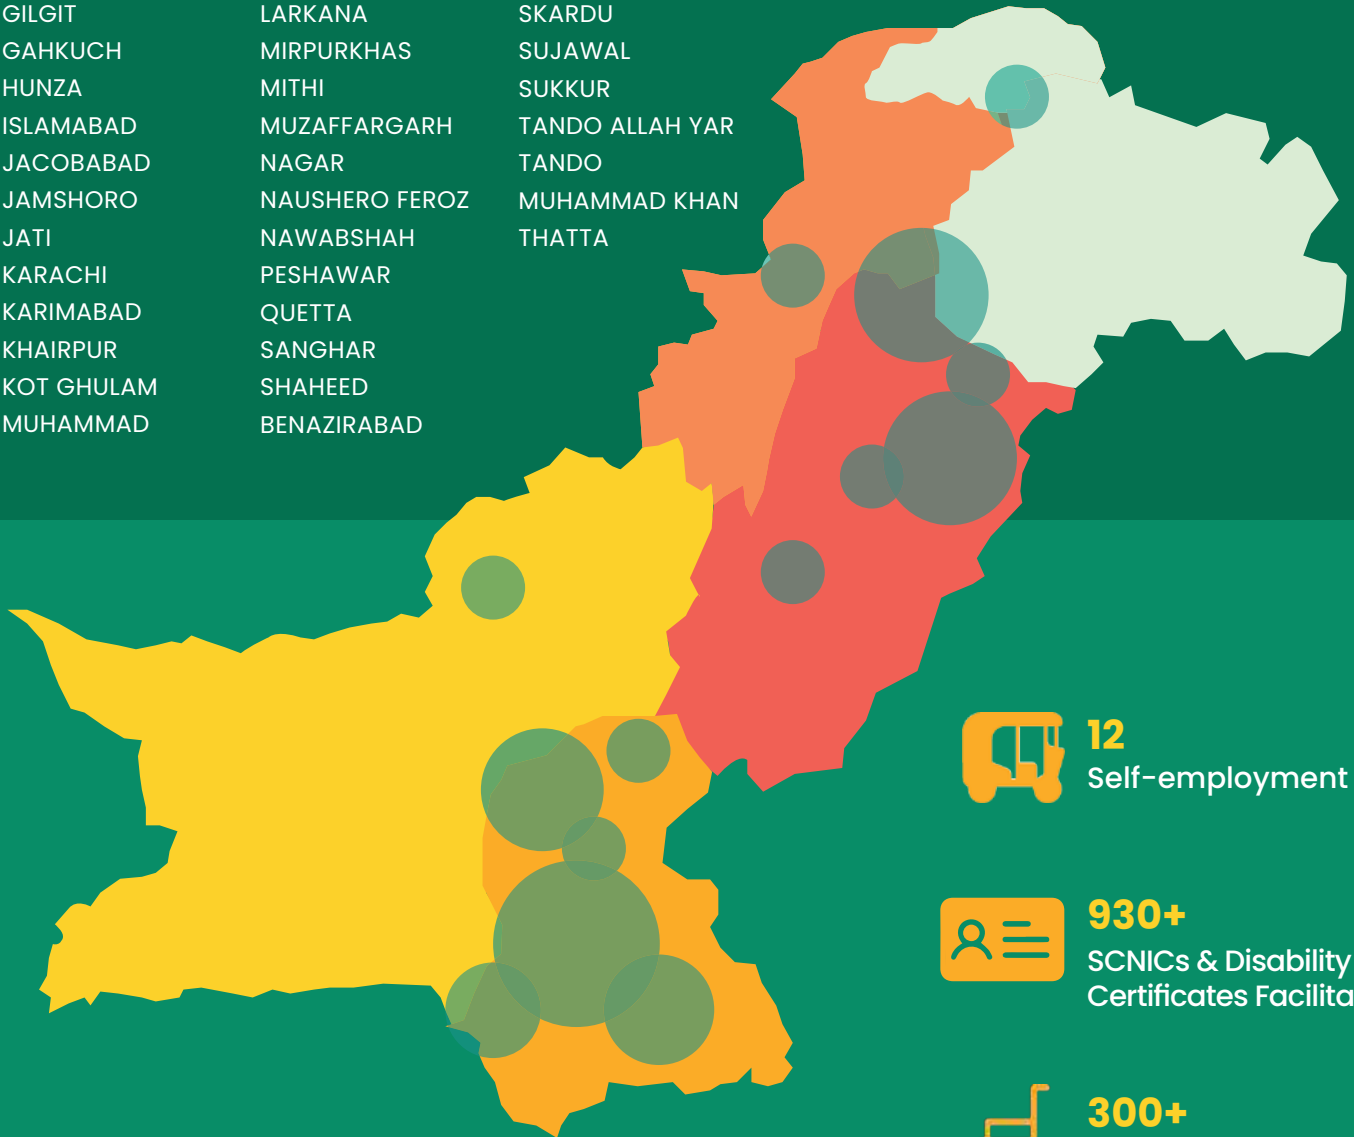 GILGIT
GAHKUCH
HUNZA
ISLAMABAD
JACOBABAD
JAMSHORO
JATI
KARACHI
KARIMABAD
KHAIRPUR
KOT GHULAM
MUHAMMAD
LARKANA
MIRPURKHAS
MITHI
MUZAFFARGARH
NAGAR
NAUSHERO FEROZ
NAWABSHAH
PESHAWAR
QUETTA
SANGHAR
SHAHEED
BENAZIRABAD
SKARDU
SUJAWAL
SUKKUR
TANDO ALLAH YAR
TANDO
MUHAMMAD KHAN
THATTA
12
Self-employment
930+
SCNICs & Disability
Certificates Facilita
300+